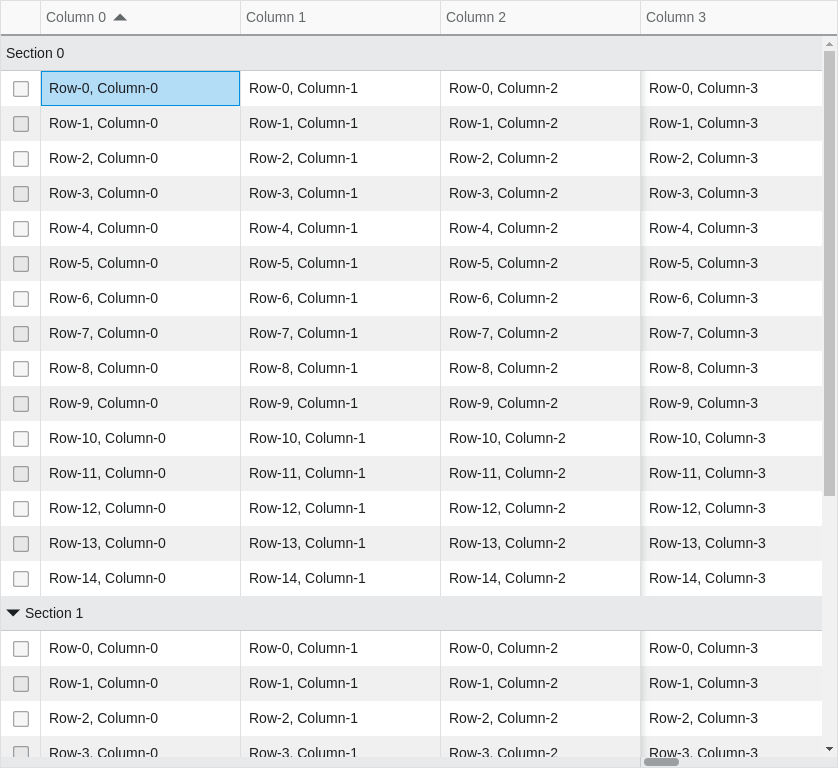 Column 0 Column 1 Column 2 Column 3
Section 0
Row-0, Column-0 Row-0, Column-1 Row-0, Column-2 Row-0, Column-3
Row-1, Column-0 Row-1, Column-1 Row-1, Column-2 Row-1, Column-3
Row-2, Column-0 Row-2, Column-1 Row-2, Column-2 Row-2, Column-3
Row-3, Column-0 Row-3, Column-1 Row-3, Column-2 Row-3, Column-3
Row-4, Column-0 Row-4, Column-1 Row-4, Column-2 Row-4, Column-3
Row-5, Column-0 Row-5, Column-1 Row-5, Column-2 Row-5, Column-3
Row-6, Column-0 Row-6, Column-1 Row-6, Column-2 Row-6, Column-3
Row-7, Column-0 Row-7, Column-1 Row-7, Column-2 Row-7, Column-3
Row-8, Column-0 Row-8, Column-1 Row-8, Column-2 Row-8, Column-3
Row-9, Column-0 Row-9, Column-1 Row-9, Column-2 Row-9, Column-3
Row-10, Column-0 Row-10, Column-1 Row-10, Column-2 Row-10, Column-3
Row-11, Column-0 Row-11, Column-1 Row-11, Column-2 Row-11, Column-3
Row-12, Column-0 Row-12, Column-1 Row-12, Column-2 Row-12, Column-3
Row-13, Column-0 Row-13, Column-1 Row-13, Column-2 Row-13, Column-3
Row-14, Column-0 Row-14, Column-1 Row-14, Column-2 Row-14, Column-3
Section 1
Row-0, Column-0 Row-0, Column-1 Row-0, Column-2 Row-0, Column-3
Row-1, Column-0 Row-1, Column-1 Row-1, Column-2 Row-1, Column-3
Row-2, Column-0 Row-2, Column-1 Row-2, Column-2 Row-2, Column-3
Row-3, Column-0 Row-3, Column-1 Row-3, Column-2 Row-3, Column-3